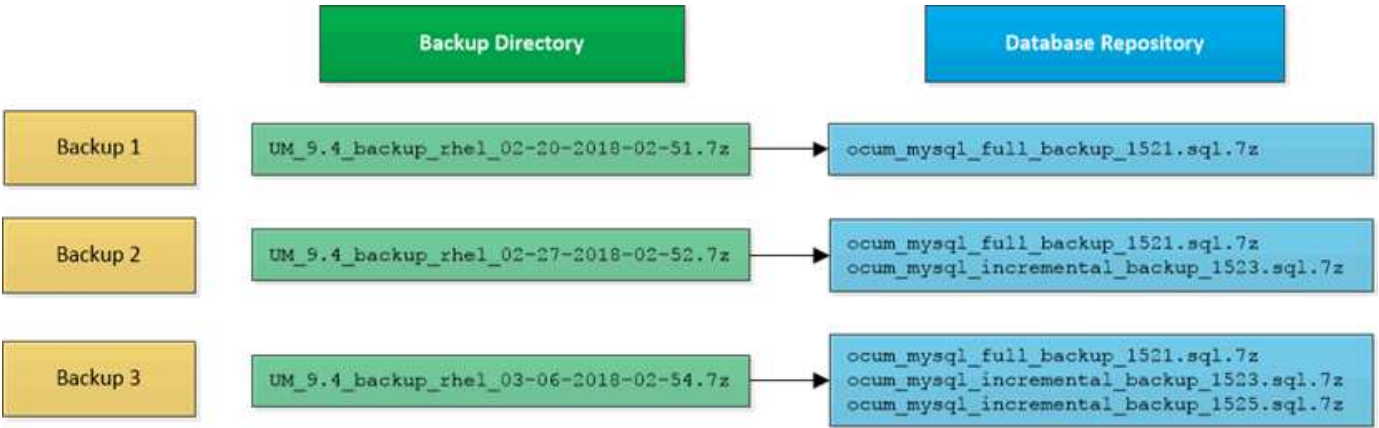 Backup Directory
Database Repository
Backup 1
UM_9.4_backup_rhel_02-20-2018-02-51.7z
ocum_mysql_full_backup_1521.sql.7z
Backup 2
UM_9.4_backup_rhel_02-27-2018-02-52.7z
ocum_mysql_full_backup_1521.sql.7z
ocum_mysql_incremental_backup_1523.sql.7z
Backup 3
UM_9.4_backup_rhel_03-06-2018-02-54.7z
ocum_mysql_full_backup_1521.sql.7z
ocum_mysql_incremental_backup_1523.sql.7z
ocum_mysql_incremental_backup_1525.sql.7z